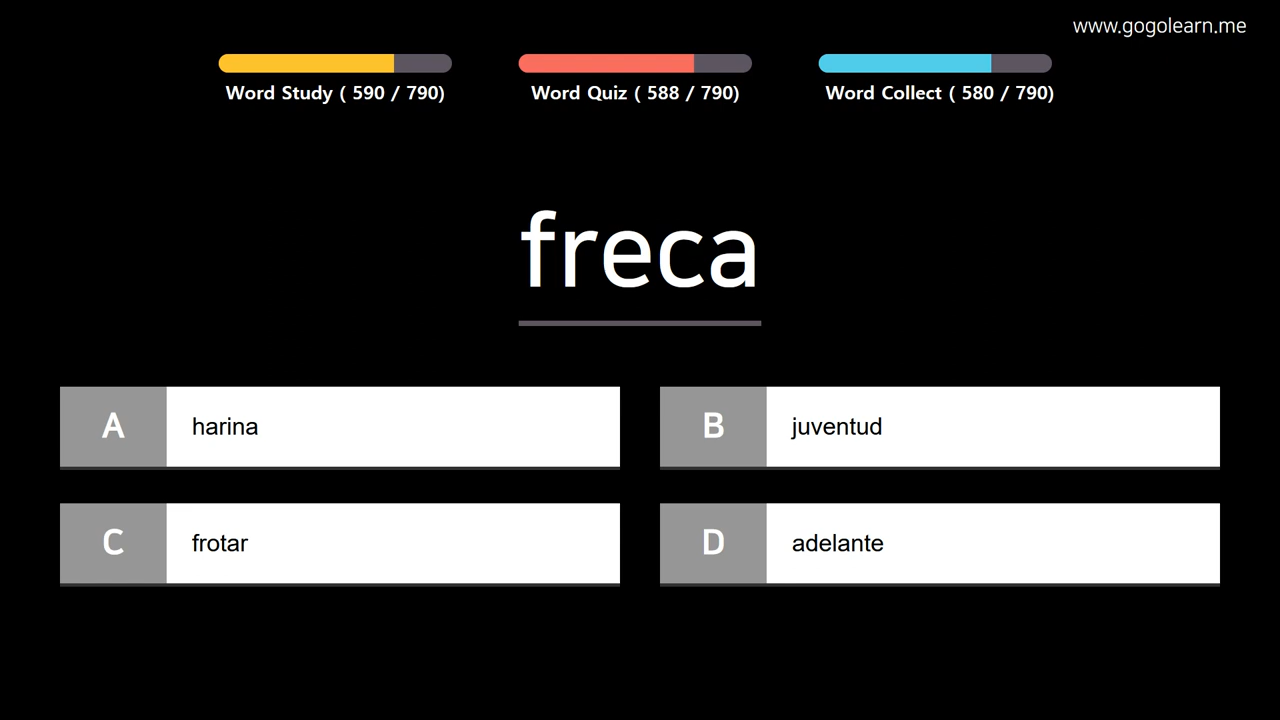 www.gogolearn.me
Word Study ( 590 / 790)
Word Quiz ( 588 / 790)
Word Collect ( 580 / 790)
freca
A harina
B juventud
C frotar
D adelante